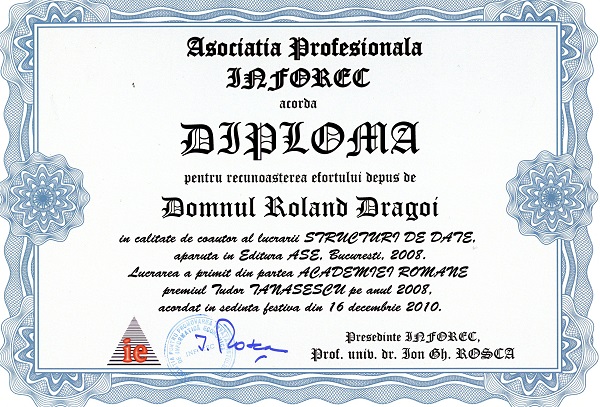 Asociatia Profesionala
INFOREC
acorda
DIPLOMA
pentru recunoasterea efortului depus de
Domnul Roland Dragoi
in calitate de coautor al lucrarii STRUCTURI DE DATE,
aparuta in Editura ASE, Bucuresti, 2008.
Lucrarea a primit din partea ACADEMIEI ROMANE
premiul Tudor TANASESCU pe anul 2008,
acordat in sedinta festiva din 16 decembrie 2010.
ie
Presedinte INFOREC,
Prof. univ. dr. Ion Gh. ROSCA